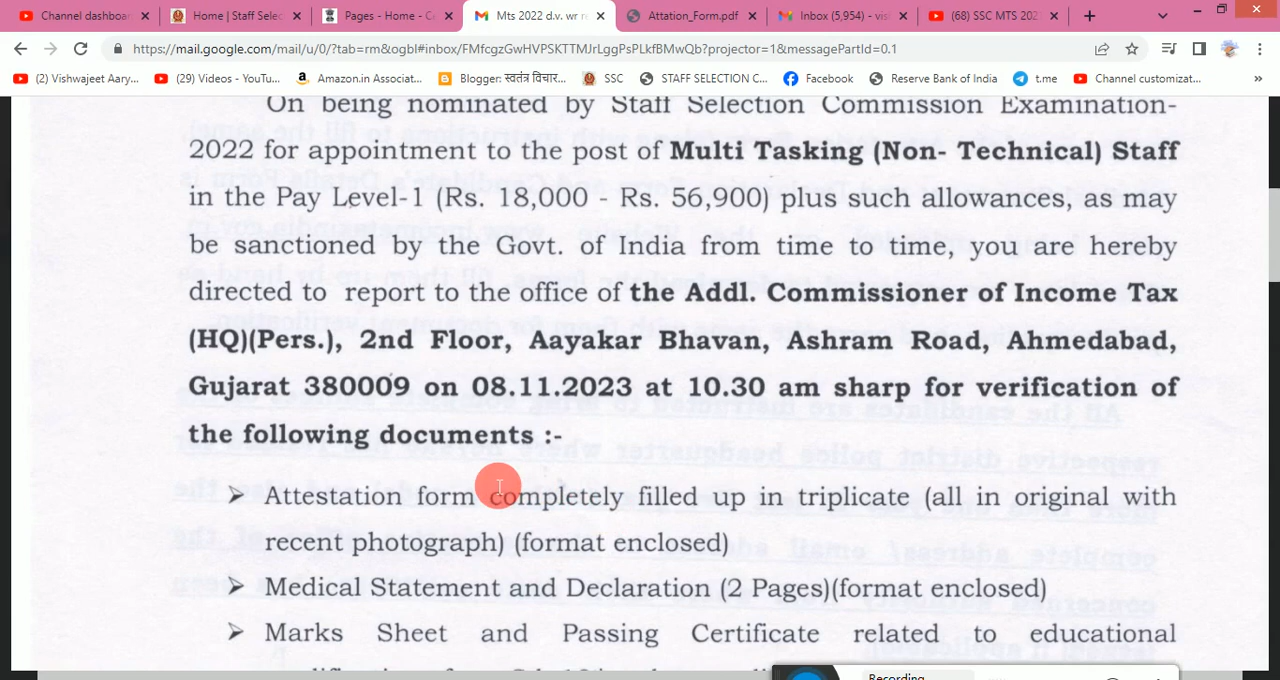 Channel dashboar
Home | Staff Selec
Pages - Home - C
Mts 2022 d.v. wr r
Attation_Form.pdf
Inbox (5,954) - vis
(68) SSC MTS 202
https://mail.google.com/mail/u/0/?tab=rm&ogbl#inbox/FMfcgzGwHVPSKTTMJrLggPsPLkfBMwQb?projector=1&messagePartId=0.1
(2) Vishwajeet Aary...
(29) Videos - YouTu...
Amazon.in Associat...
Blogger: स्वतंत्र विचार...
SSC
STAFF SELECTION C...
Facebook
Reserve Bank of India
t.me
Channel customizat...
On being nominated by Staff Selection Commission Examination-
2022 for appointment to the post of Multi Tasking (Non- Technical) Staff
in the Pay Level-1 (Rs. 18,000 - Rs. 56,900) plus such allowances, as may
be sanctioned by the Govt. of India from time to time, you are hereby
directed to report to the office of the Addl. Commissioner of Income Tax
(HQ)(Pers.), 2nd Floor, Aayakar Bhavan, Ashram Road, Ahmedabad,
Gujarat 380009 on 08.11.2023 at 10.30 am sharp for verification of
the following documents :-
➢ Attestation form completely filled up in triplicate (all in original with
recent photograph) (format enclosed)
➢ Medical Statement and Declaration (2 Pages)(format enclosed)
➢ Marks Sheet and Passing Certificate related to educational
Recording